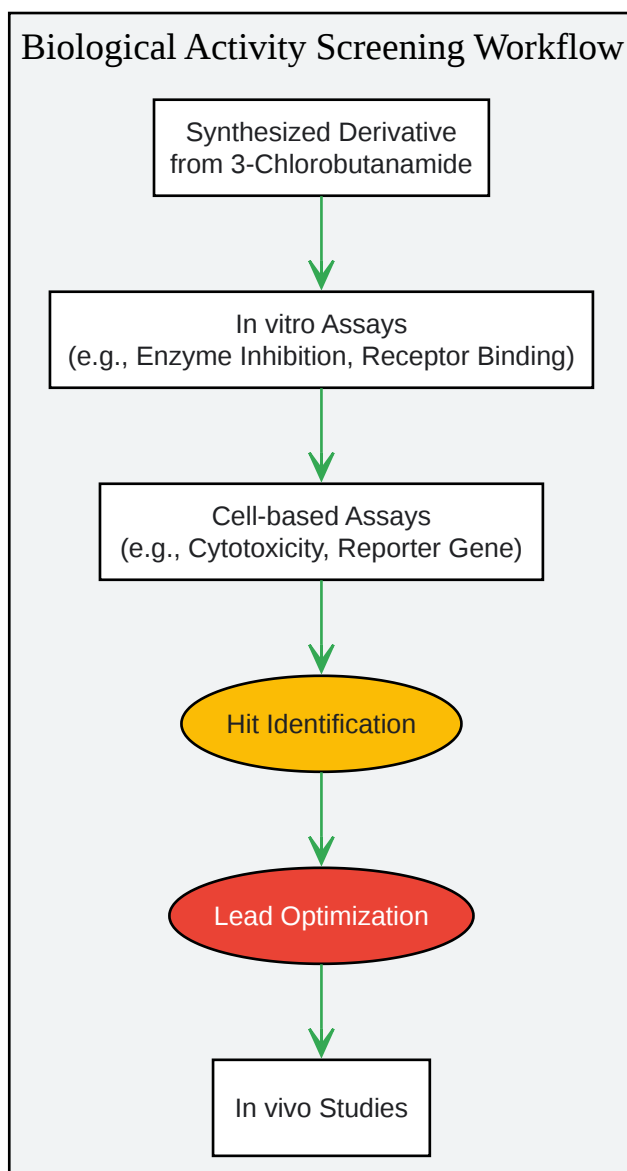 Biological Activity Screening Workflow
Synthesized Derivative
from 3-Chlorobutanamide
In vitro Assays
(e.g., Enzyme Inhibition, Receptor Binding)
Cell-based Assays
(e.g., Cytotoxicity, Reporter Gene)
Hit Identification
Lead Optimization
In vivo Studies